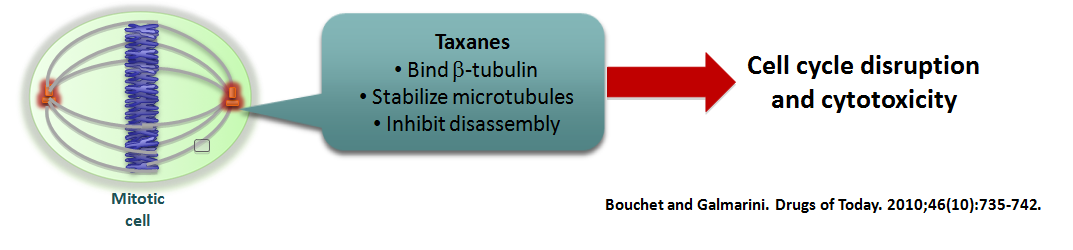 Taxanes
• Bind β-tubulin
• Stabilize microtubules
• Inhibit disassembly
Cell cycle disruption
and cytotoxicity
Mitotic
cell
Bouchet and Galmarini. Drugs of Today. 2010;46(10):735-742.